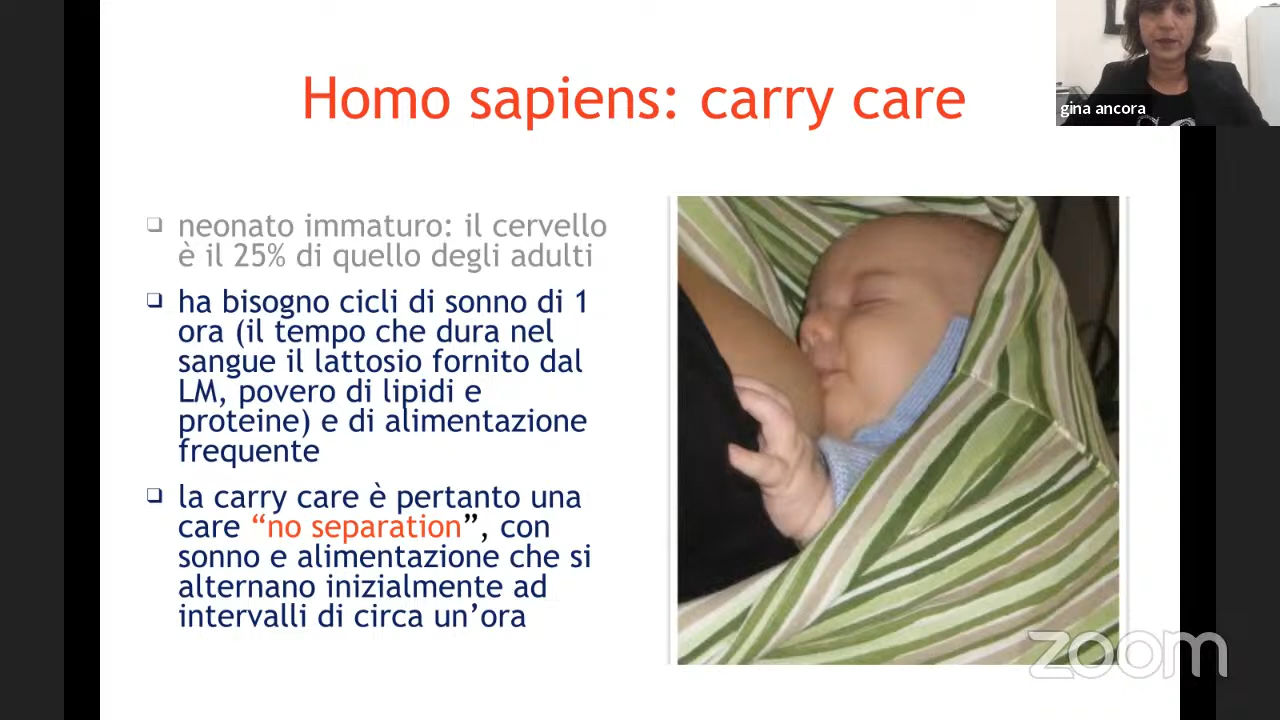 Homo sapiens: carry care
gina ancora
❑ neonato immaturo: il cervello
è il 25% di quello degli adulti
❑ ha bisogno cicli di sonno di 1
ora (il tempo che dura nel
sangue il lattosio fornito dal
LM, povero di lipidi e
proteine) e di alimentazione
frequente
❑ la carry care è pertanto una
care “no separation”, con
sonno e alimentazione che si
alternano inizialmente ad
intervalli di circa un’ora
zoom